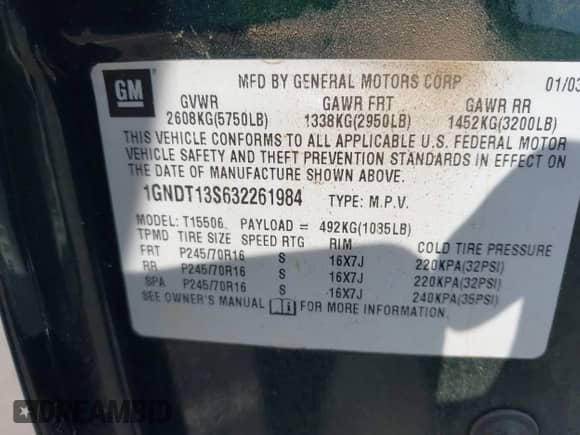 GM
MFD BY GENERAL MOTORS CORP 01/03
GVWR GAWR FRT GAWR RR
2608KG(5750LB) 1338KG(2950LB) 1452KG(3200LB)
THIS VEHICLE CONFORMS TO ALL APPLICABLE U.S. FEDERAL MOTOR
VEHICLE SAFETY AND THEFT PREVENTION STANDARDS IN EFFECT ON
THE DATE OF MANUFACTURE SHOWN ABOVE.
1GNDT13S632261984 TYPE: M.P.V.
MODEL: T15506 PAYLOAD = 492KG(1085LB)
TPMD TIRE SIZE SPEED RTG RIM COLD TIRE PRESSURE
FRT P245/70R16 S 16X7J 220KPA(32PSI)
RR P245/70R16 S 16X7J 220KPA(32PSI)
SPA P245/70R16 S 16X7J 240KPA(35PSI)
SEE OWNER'S MANUAL FOR MORE INFORMATION.
DREAMBID